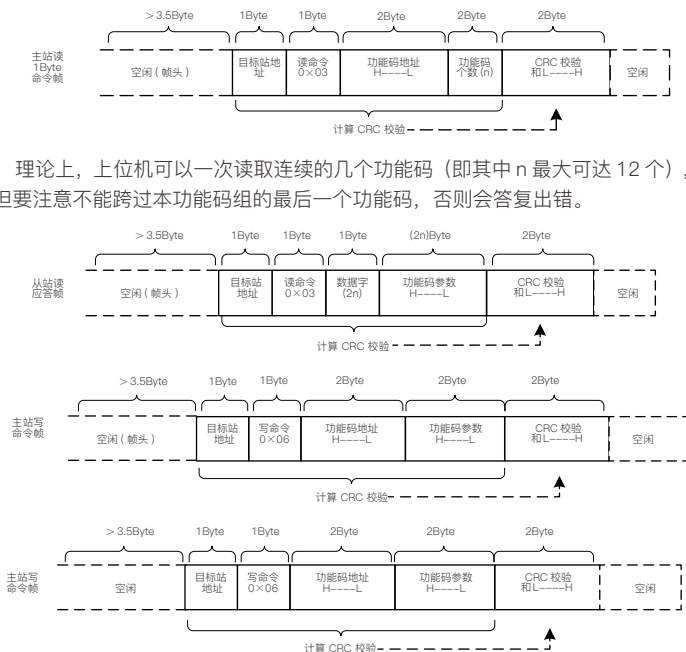 >3.5Byte 1Byte 1Byte 2Byte 2Byte 2Byte
主站读
1Byte
命令帧
空闲 ( 帧头 )
目标站地
址
读命令
0×03
功能码地址
H----L
功能码
个数 (n)
CRC 校验
和L----H
空闲
计算 CRC 校验
理论上，上位机可以一次读取连续的几个功能码（即其中 n 最大可达 12 个），
但要注意不能跨过本功能码组的最后一个功能码，否则会答复出错。
>3.5Byte 1Byte 1Byte 1Byte (2n)Byte 2Byte
从站读
应答帧
空闲 ( 帧头 )
目标站
地址
读命令
0×03
数据字
(2n)
功能码参数
H----L
CRC 校验
和L----H
空闲
计算 CRC 校验
>3.5Byte 1Byte 1Byte 2Byte 2Byte 2Byte
主站写
命令帧
空闲 ( 帧头 )
目标站
地址
写命令
0×06
功能码地址
H----L
功能码参数
H----L
CRC 校验
和L----H
空闲
计算 CRC 校验
>3.5Byte 1Byte 1Byte 2Byte 2Byte 2Byte
主站写
命令帧
空闲
目标站
地址
写命令
0×06
功能码地址
H----L
功能码参数
H----L
CRC 校验
和L----H
空闲
计算 CRC 校验